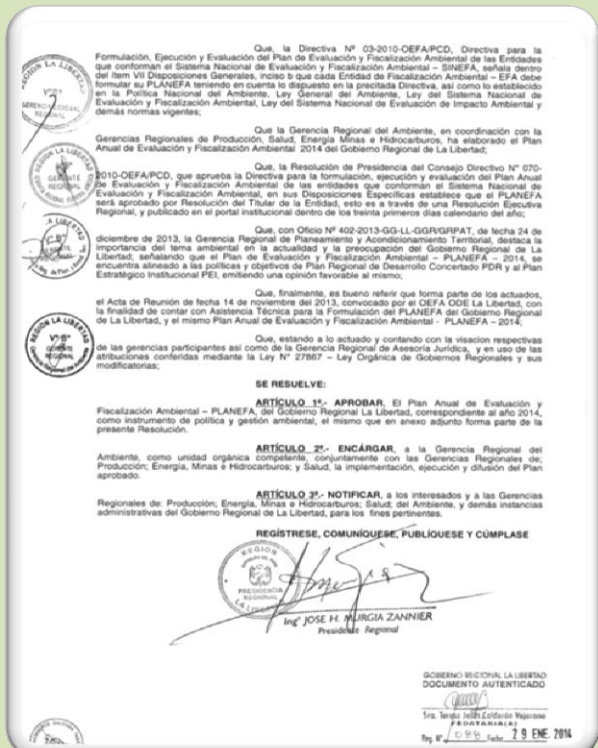 Que, la Directiva Nº 03-2010-OEFA/PCD, Directiva para la
Formulación, Ejecución y Evaluación del Plan de Evaluación y Fiscalización Ambiental de las Entidades
que conforman el Sistema Nacional de Evaluación y Fiscalización Ambiental – SINEFA, señala dentro
del ítem VII Disposiciones Generales, inciso b que cada Entidad de Fiscalización Ambiental – EFA debe
formular su PLANEFA teniendo en cuenta lo dispuesto en la precitada Directiva, así como lo establecido
en la Política Nacional del Ambiente, Ley General del Ambiente, Ley del Sistema Nacional de
Evaluación y Fiscalización Ambiental, Ley del Sistema Nacional de Evaluación de Impacto Ambiental y
demás normas vigentes;
Que la Gerencia Regional del Ambiente, en coordinación con la
Gerencias Regionales de Producción, Salud, Energía Minas e Hidrocarburos, ha elaborado el Plan
Anual de Evaluación y Fiscalización Ambiental 2014 del Gobierno Regional de La Libertad;
Que, la Resolución de Presidencia del Consejo Directivo N° 070-
2010-OEFA/PCD, que aprueba la Directiva para la formulación, ejecución y evaluación del Plan Anual
de Evaluación y Fiscalización Ambiental de las entidades que conforman el Sistema Nacional de
Evaluación y Fiscalización Ambiental, en sus Disposiciones Específicas establece que el PLANEFA
será aprobado por Resolución del Titular de la Entidad, esto es a través de una Resolución Ejecutiva
Regional, y publicado en el portal institucional dentro de los treinta primeros días calendario del año;
Que, con Oficio Nº 402-2013-GG-LL-GGR/GRPAT, de fecha 24 de
diciembre de 2013, la Gerencia Regional de Planeamiento y Acondicionamiento Territorial, destaca la
importancia del tema ambiental en la actualidad y la preocupación del Gobierno Regional de La
Libertad; señalando que el Plan de Evaluación y Fiscalización Ambiental – PLANEFA – 2014, se
encuentra alineado a las políticas y objetivos de Plan Regional de Desarrollo Concertado PDR y al Plan
Estratégico Institucional PEI, emitiendo una opinión favorable al mismo;
Que, finalmente, es bueno referir que forma parte de los actuados,
el Acta de Reunión de fecha 14 de noviembre del 2013, convocado por el OEFA ODE La Libertad, con
la finalidad de contar con Asistencia Técnica para la Formulación del PLANEFA del Gobierno Regional
de La Libertad, y el mismo Plan Anual de Evaluación y Fiscalización Ambiental - PLANEFA – 2014;
Que, estando a lo actuado y contando con la visacion respectiva
de las gerencias participantes así como de la Gerencia Regional de Asesoría Jurídica, y en uso de las
atribuciones conferidas mediante la Ley N° 27867 – Ley Orgánica de Gobiernos Regionales y sus
modificatorias;
SE RESUELVE:
ARTÍCULO 1º.- APROBAR, El Plan Anual de Evaluación y
Fiscalización Ambiental – PLANEFA, del Gobierno Regional La Libertad, correspondiente al año 2014,
como instrumento de política y gestión ambiental, el mismo que en anexo adjunto forma parte de la
presente Resolución.
ARTÍCULO 2º.- ENCÁRGAR, a la Gerencia Regional del
Ambiente, como unidad orgánica competente, conjuntamente con las Gerencias Regionales de;
Producción; Energía, Minas e Hidrocarburos; y Salud, la implementación, ejecución y difusión del Plan
aprobado.
ARTÍCULO 3º.- NOTIFICAR, a los interesados y a las Gerencias
Regionales de: Producción; Energía, Minas e Hidrocarburos; Salud; del Ambiente, y demás instancias
administrativas del Gobierno Regional de La Libertad, para los fines pertinentes.
REGÍSTRESE, COMUNÍQUESE, PUBLÍQUESE Y CÚMPLASE
REGION
PRESIDENCIA
REGIONAL
LA LIBERTAD
Ing° JOSE H. MURGIA ZANNIER
Presidente Regional
GOBIERNO REGIONAL LA LIBERTAD
DOCUMENTO AUTENTICADO
Sra. Teresa Jesús Calderón Vejarano
FEDATARIA(A)
Reg. N° 088 Fecha 29 ENE. 2014